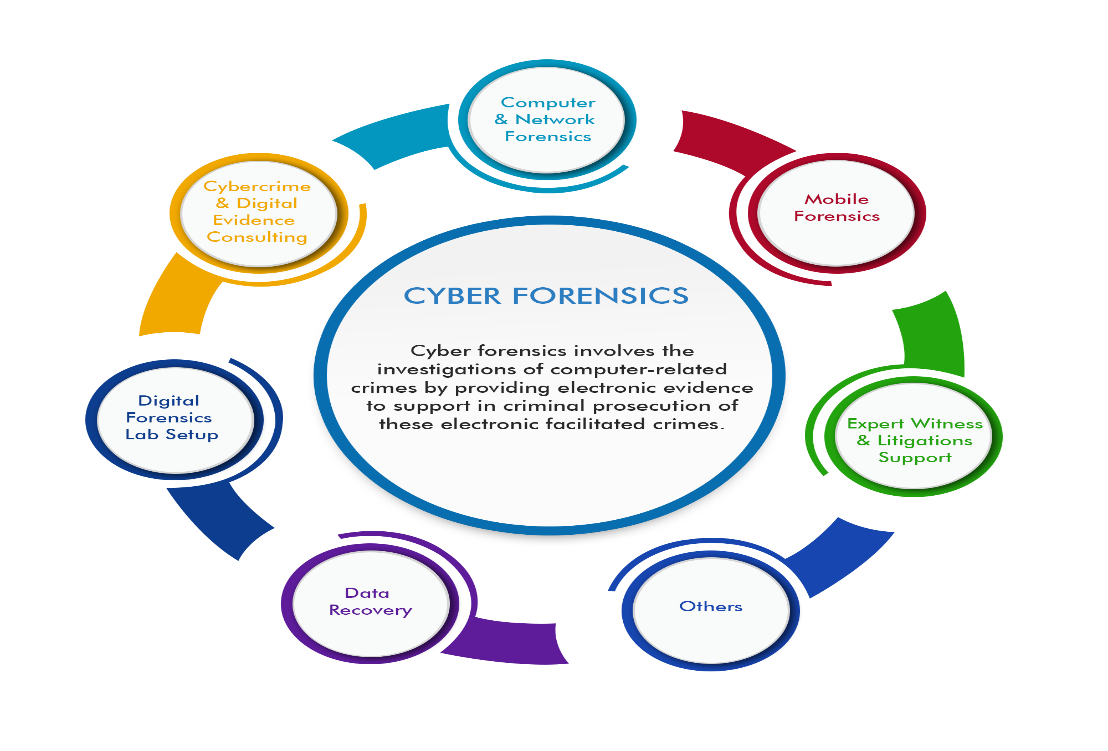 Computer
& Network
Forensics
Cybercrime
& Digital
Evidence
Consulting
Mobile
Forensics
CYBER FORENSICS
Cyber forensics involves the
investigations of computer-related
crimes by providing electronic evidence
to support in criminal prosecution of
these electronic facilitated crimes.
Digital
Forensics
Lab Setup
Expert Witness
& Litigations
Support
Data
Recovery
Others